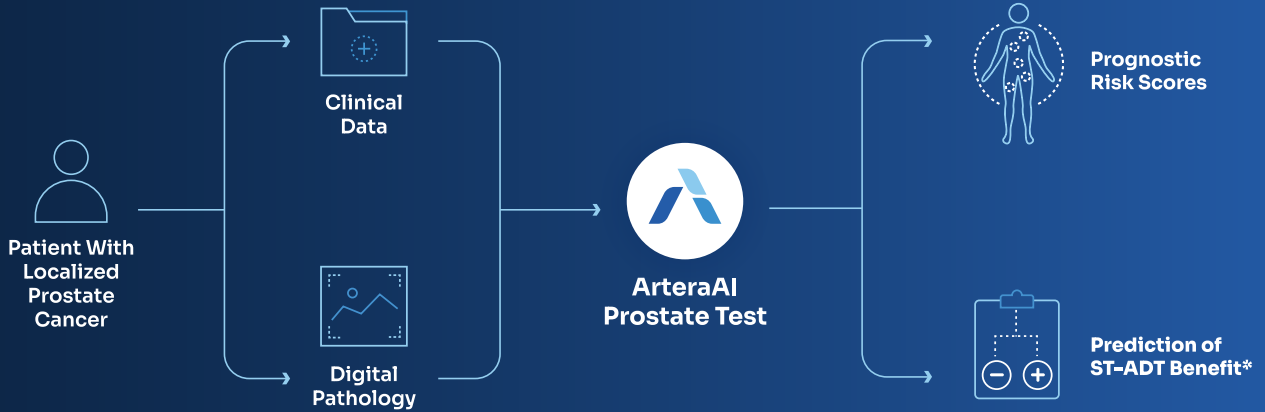 Patient With
Localized
Prostate
Cancer
Clinical
Data
Digital
Pathology
ArteraAI
Prostate Test
Prognostic
Risk Scores
Prediction of
ST-ADT Benefit*